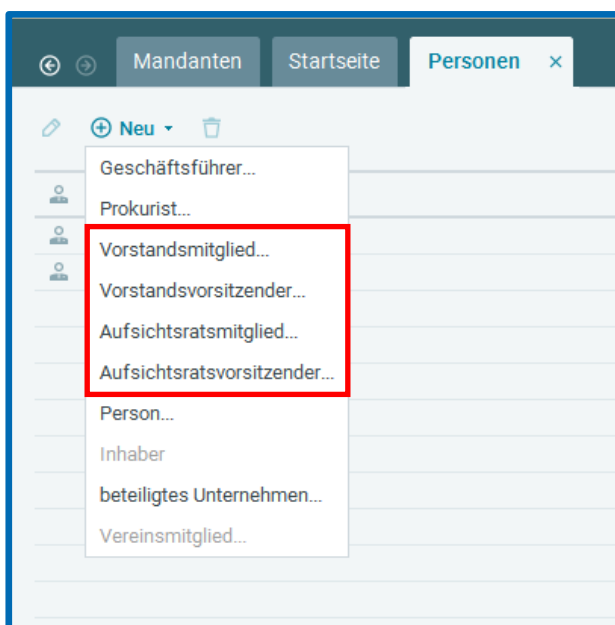 Mandanten
Startseite
Personen
Neu
Geschäftsführer...
Prokurist...
Vorstandsmitglied...
Vorstandsvorsitzender...
Aufsichtsratsmitglied...
Aufsichtsratsvorsitzender...
Person...
Inhaber
beteiligtes Unternehmen...
Vereinsmitglied...